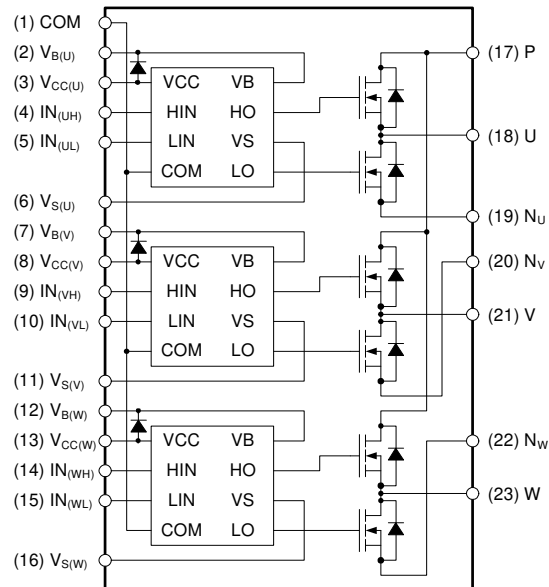 (1) COM
(2) VB(U)
(3) VCC(U)
(4) IN(UH)
(5) IN(UL)
(6) VS(U)
(7) VB(V)
(8) VCC(V)
(9) IN(VH)
(10) IN(VL)
(11) VS(V)
(12) VB(W)
(13) VCC(W)
(14) IN(WH)
(15) IN(WL)
(16) VS(W)
VCC VB
HIN HO
LIN VS
COM LO
VCC VB
HIN HO
LIN VS
COM LO
VCC VB
HIN HO
LIN VS
COM LO
(17) P
(18) U
(19) NU
(20) NV
(21) V
(22) NW
(23) W